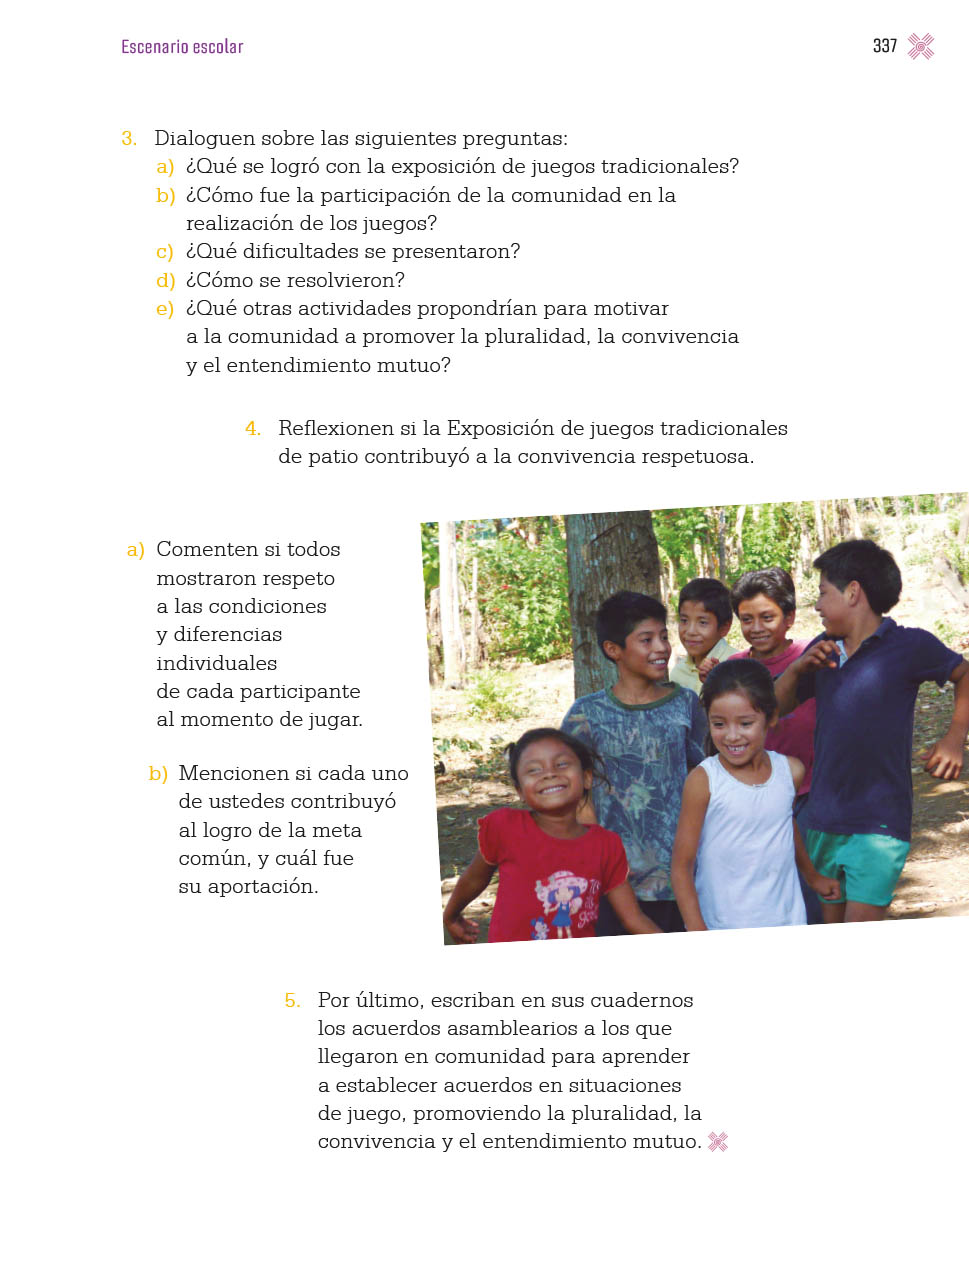 Escenario escolar
337
3. Dialoguen sobre las siguientes preguntas:
a) ¿Qué se logró con la exposición de juegos tradicionales?
b) ¿Cómo fue la participación de la comunidad en la
realización de los juegos?
c) ¿Qué dificultades se presentaron?
d) ¿Cómo se resolvieron?
e) ¿Qué otras actividades propondrían para motivar
a la comunidad a promover la pluralidad, la convivencia
y el entendimiento mutuo?
4. Reflexionen si la Exposición de juegos tradicionales
de patio contribuyó a la convivencia respetuosa.
a) Comenten si todos
mostraron respeto
a las condiciones
y diferencias
individuales
de cada participante
al momento de jugar.
b) Mencionen si cada uno
de ustedes contribuyó
al logro de la meta
común, y cuál fue
su aportación.
5. Por último, escriban en sus cuadernos
los acuerdos asamblearios a los que
llegaron en comunidad para aprender
a establecer acuerdos en situaciones
de juego, promoviendo la pluralidad, la
convivencia y el entendimiento mutuo.